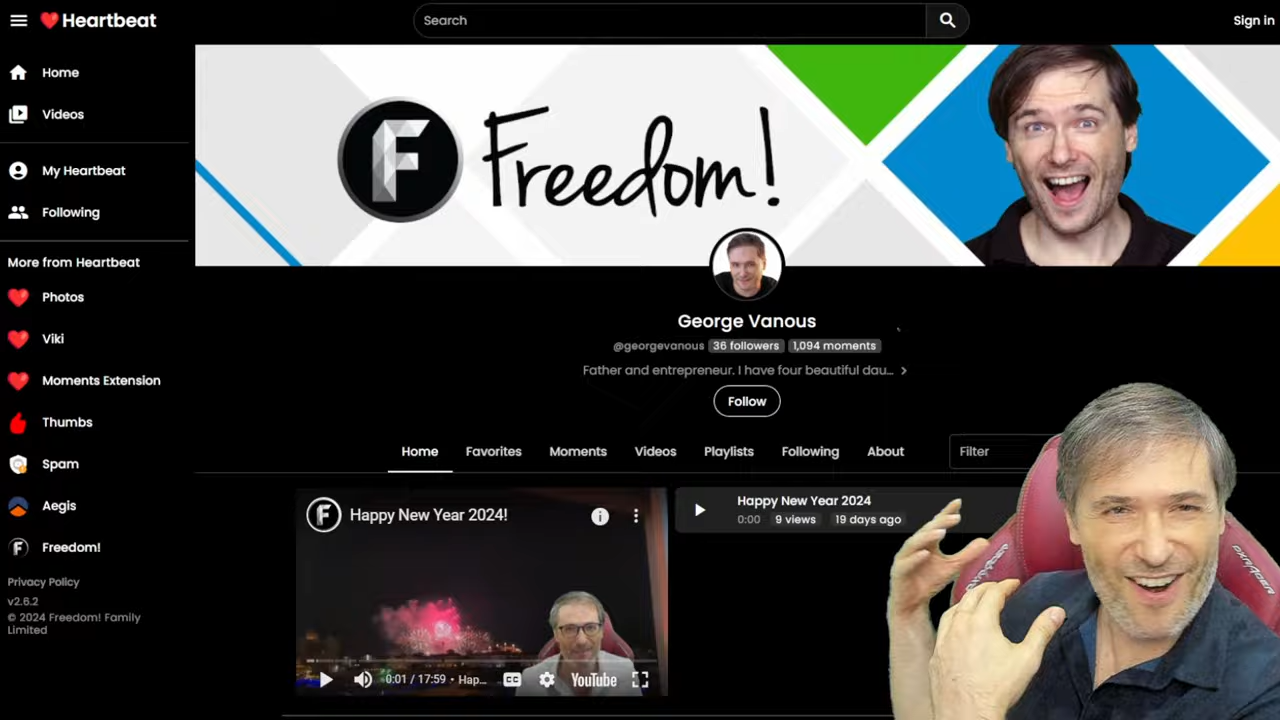 Heartbeat
Search
Sign in
Home
Videos
My Heartbeat
Following
More from Heartbeat
Photos
Viki
Moments Extension
Thumbs
Spam
Aegis
Freedom!
Privacy Policy
v2.6.2
© 2024 Freedom! Family
Limited
F Freedom!
George Vanous
@georgevanous 36 followers 1,094 moments
Father and entrepreneur. I have four beautiful dau...
Follow
Home Favorites Moments Videos Playlists Following About Filter
F Happy New Year 2024!
0:01 / 17:59 • Hap... CC YouTube
Happy New Year 2024
0:00 9 views 19 days ago
DXRACER
DXRACER